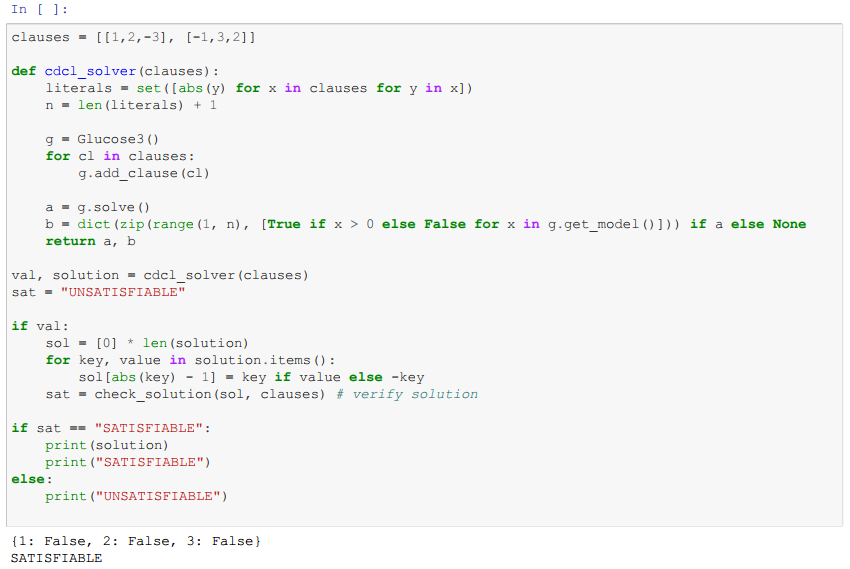 In [ ]:
clauses = [[1,2,-3], [-1,3,2]]
def cdcl_solver(clauses):
    literals = set([abs(y) for x in clauses for y in x])
    n = len(literals) + 1
    g = Glucose3()
    for cl in clauses:
        g.add_clause(cl)
    a = g.solve()
    b = dict(zip(range(1, n), [True if x > 0 else False for x in g.get_model()])) if a else None
    return a, b
val, solution = cdcl_solver(clauses)
sat = "UNSATISFIABLE"
if val:
    sol = [0] * len(solution)
    for key, value in solution.items():
        sol[abs(key) - 1] = key if value else -key
    sat = check_solution(sol, clauses) # verify solution
if sat == "SATISFIABLE":
    print(solution)
    print("SATISFIABLE")
else:
    print("UNSATISFIABLE")
{1: False, 2: False, 3: False}
SATISFIABLE